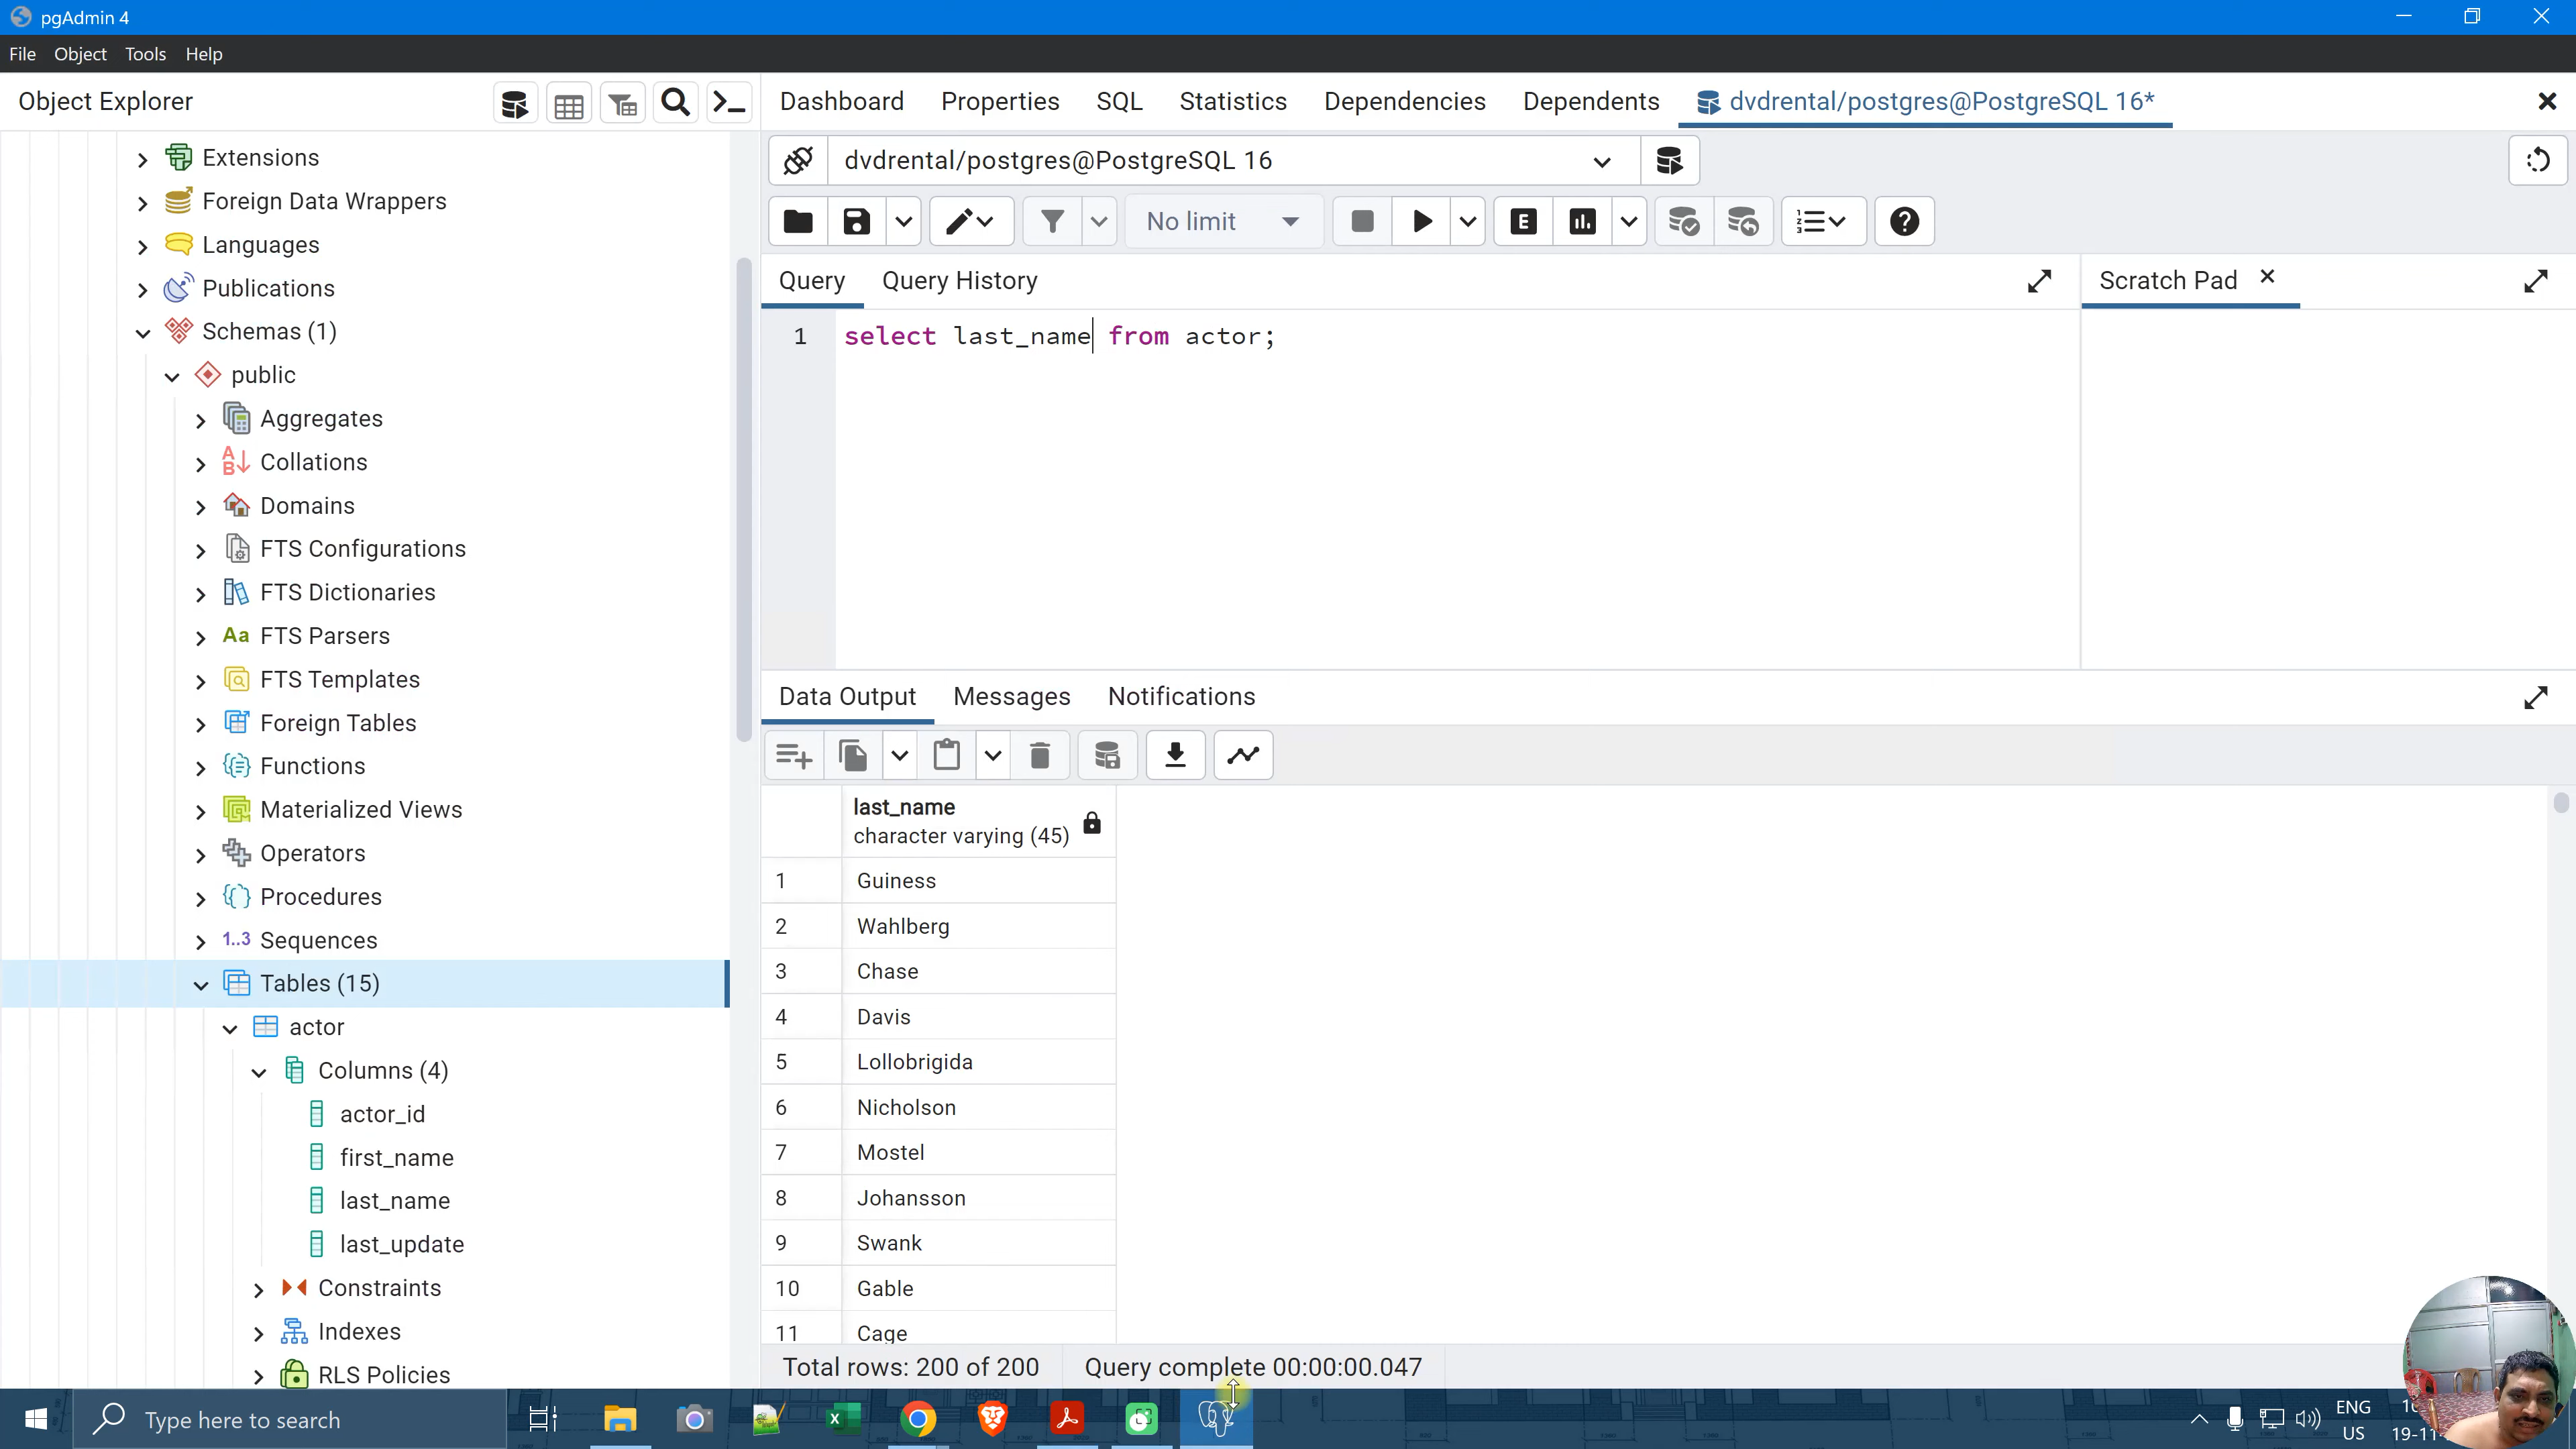 pgAdmin 4
File Object Tools Help
Object Explorer
Dashboard Properties SQL Statistics Dependencies Dependents dvdrental/postgres@PostgreSQL 16*
Extensions
Foreign Data Wrappers
Languages
Publications
Schemas (1)
public
Aggregates
Collations
Domains
FTS Configurations
FTS Dictionaries
Aa FTS Parsers
FTS Templates
Foreign Tables
Functions
Materialized Views
Operators
Procedures
1..3 Sequences
Tables (15)
actor
Columns (4)
actor_id
first_name
last_name
last_update
Constraints
Indexes
RLS Policies
dvdrental/postgres@PostgreSQL 16
No limit
E
Query Query History
Scratch Pad
1 select last_name from actor;
Data Output Messages Notifications
last_name
character varying (45)
1 Guiness
2 Wahlberg
3 Chase
4 Davis
5 Lollobrigida
6 Nicholson
7 Mostel
8 Johansson
9 Swank
10 Gable
11 Cage
Total rows: 200 of 200 Query complete 00:00:00.047
Type here to search
ENG
US